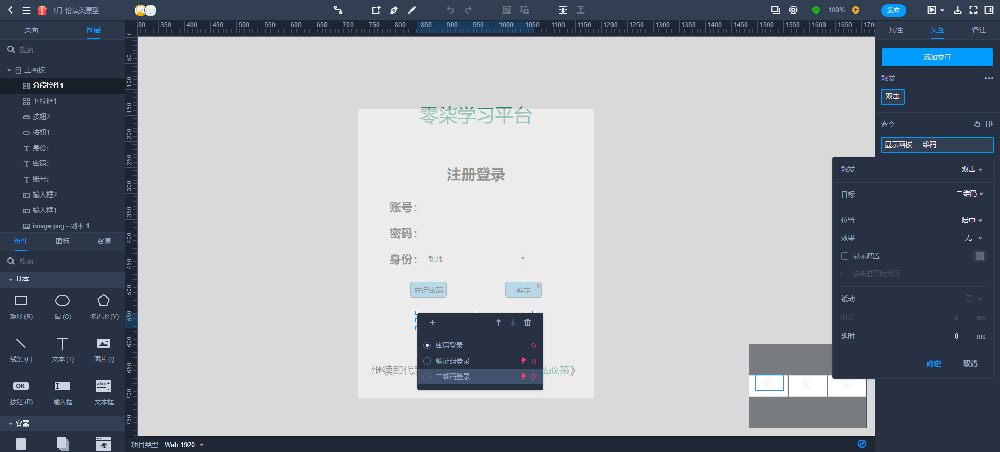 1月-论坛类原型
100%
发布
页面
图层
搜索
主画板
分段控件1
下拉框1
按钮2
按钮1
身份：
密码：
账号：
输入框2
输入框1
image.png - 副本 1
组件
图标
资源
搜索
基本
矩形 (R)
圆 (O)
多边形 (Y)
线条 (L)
文本 (T)
图片 (I)
OK
abc
按钮 (B)
输入框
文本框
容器
00 350 400 450 500 550 600 650 700 750 800 850 900 950 1000 1050 1100 1150 1200 1250 1300 1350 1400 1450 1500 1550 1600 1650 170
0
50
100
150
200
250
300
350
400
450
500
550
600
650
700
750
零柒学习平台
注册登录
账号：
密码：
身份：
教师
忘记密码
确定
密码登录
验证码登录
二维码登录
继续即代表
私政策》
项目类型
Web 1920
属性
交互
备注
添加交互
触发
双击
命令
显示画板: 二维码
触发
双击
目标
二维码
位置
居中
效果
无
显示遮罩
点击遮罩时关闭
缓动
无
时长
0
ms
延时
0
ms
确定
取消